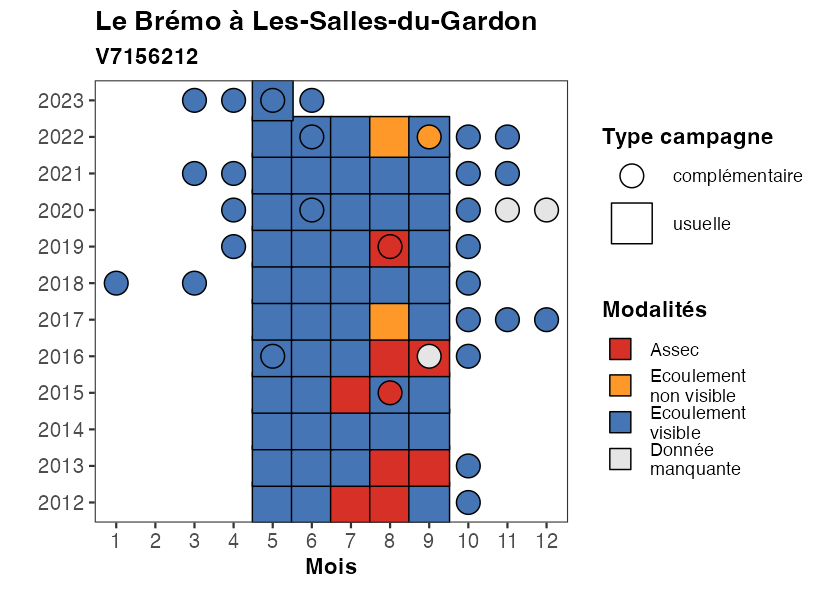 Le Brémo à Les-Salles-du-Gardon
V7156212
2023
2022
2021
2020
2019
2018
2017
2016
2015
2014
2013
2012
1 2 3 4 5 6 7 8 9 10 11 12
Mois
Type campagne
complémentaire
usuelle
Modalités
Assec
Ecoulement
non visible
Ecoulement
visible
Donnée
manquante